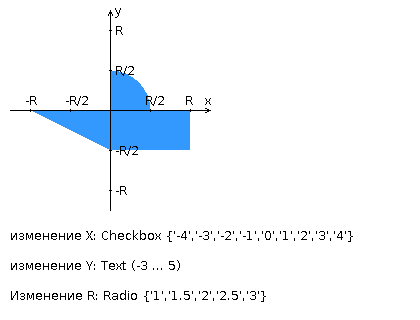 y
R
R/2
-R -R/2 R/2 R x
-R/2
-R
изменение X: Checkbox {'-4','-3','-2','-1','0','1','2','3','4'}
изменение Y: Text (-3 ... 5)
Изменение R: Radio {'1','1.5','2','2.5','3'}